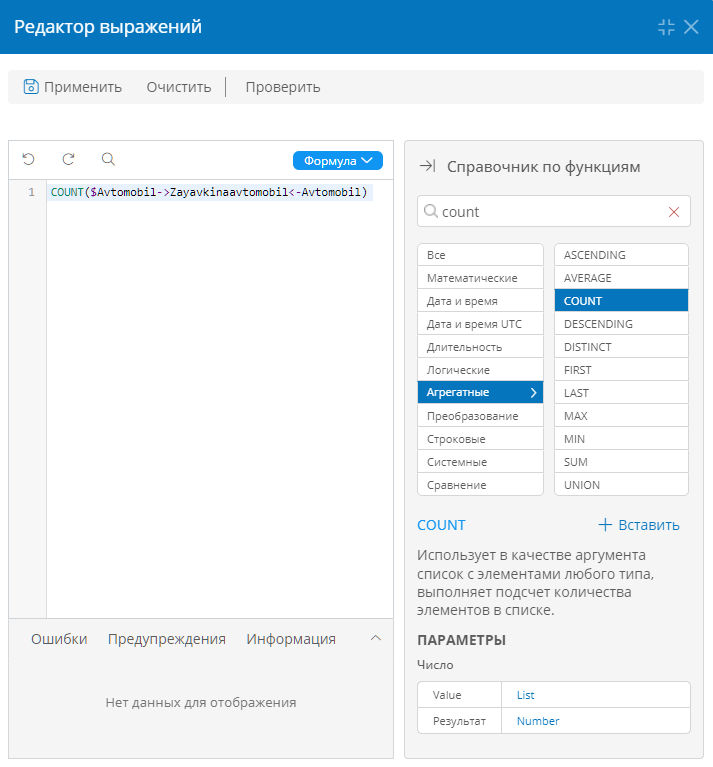 Редактор выражений
Применить Очистить Проверить
Формула
1 COUNT($Avtomobil->Zayavkinaavtomobil<-Avtomobil)
Ошибки Предупреждения Информация
Нет данных для отображения
Справочник по функциям
count
Все
Математические
Дата и время
Дата и время UTC
Длительность
Логические
Агрегатные
Преобразование
Строковые
Системные
Сравнение
ASCENDING
AVERAGE
COUNT
DESCENDING
DISTINCT
FIRST
LAST
MAX
MIN
SUM
UNION
COUNT Вставить
Использует в качестве аргумента
список с элементами любого типа,
выполняет подсчет количества
элементов в списке.
ПАРАМЕТРЫ
Число
Value List
Результат Number